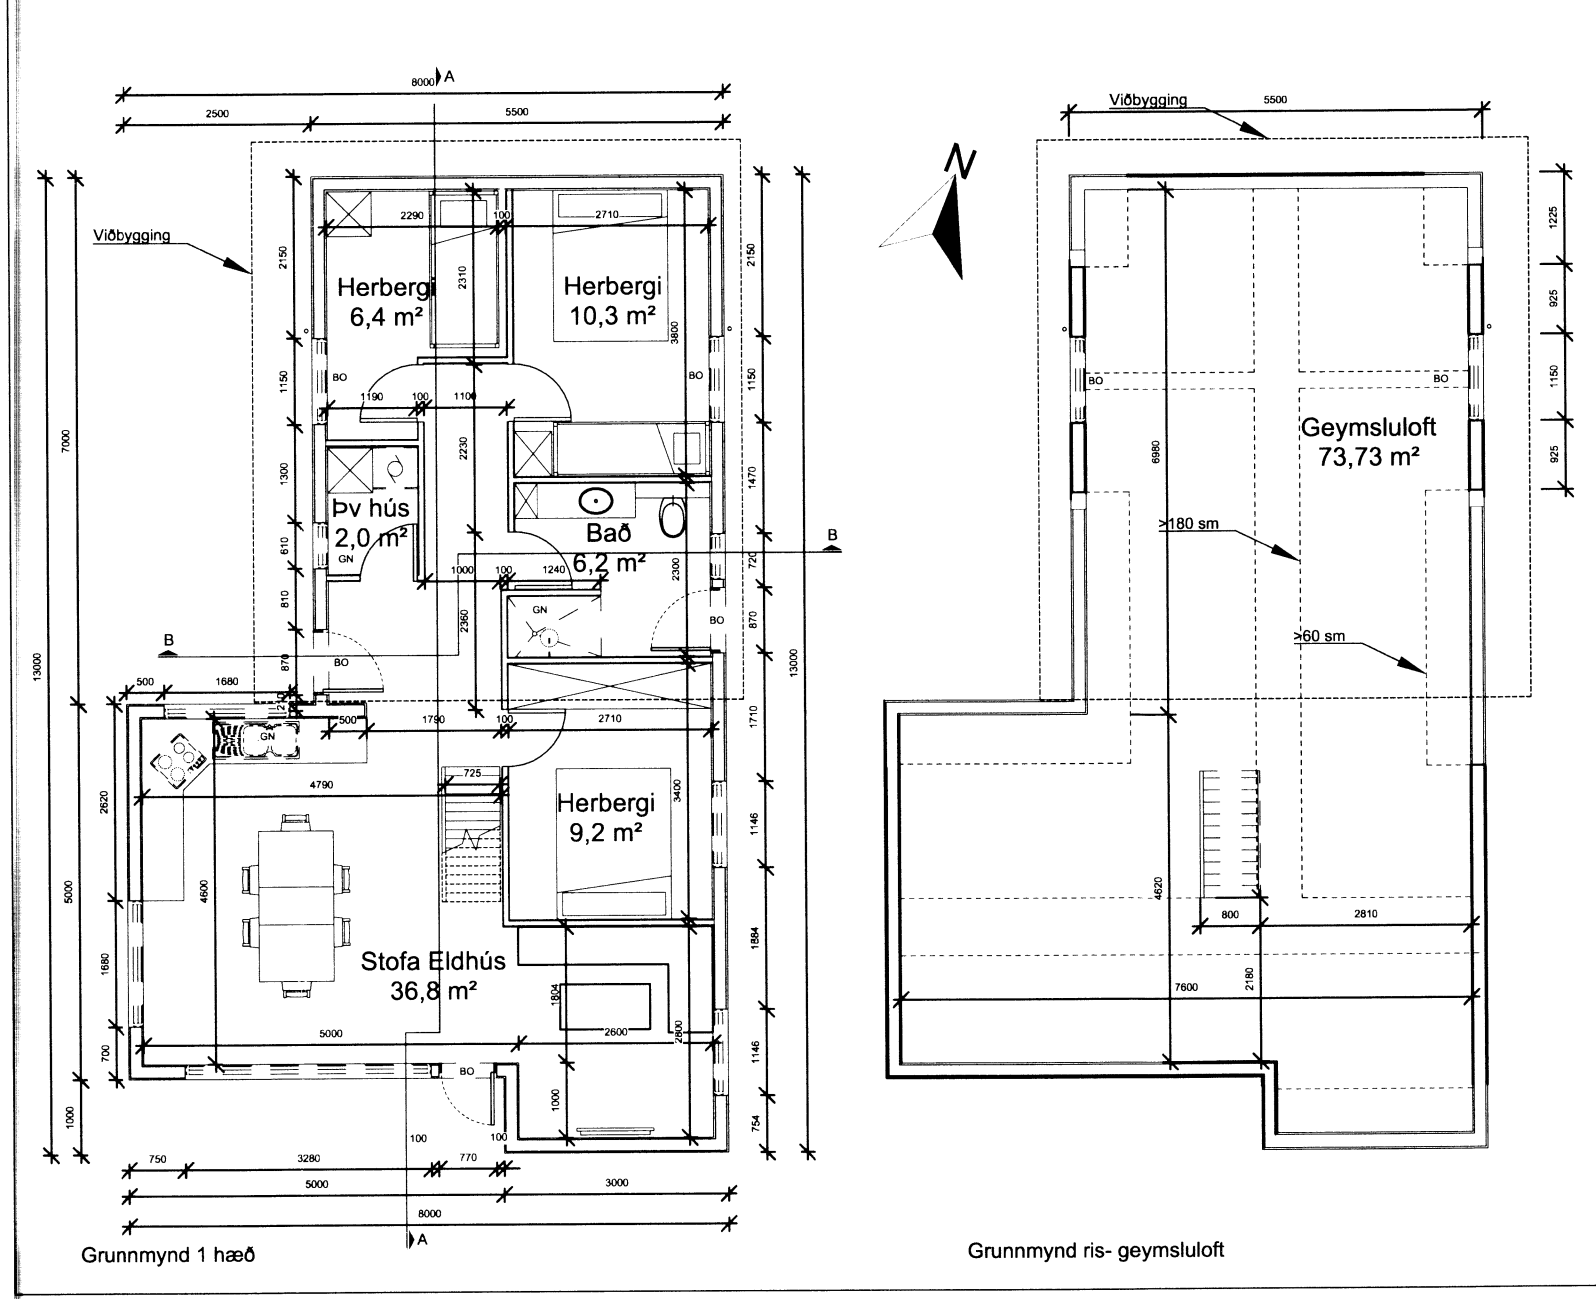 8000
A
2500
5500
Viðbygging
5500
N
Viðbygging
2290
100
2710
2150
2310
2150
1225
Herbergi
6,4 m²
Herbergi
10,3 m²
3800
925
BO
BO
1150
1150
1150
BO
BO
1190
100
1100
7000
2230
6980
Geymsluloft
73,73 m²
925
1300
1470
Þv hús
2,0 m²
GN
Bað
6,2 m²
>180 sm
B
610
720
1000
100
1240
2300
810
GN
2360
870
BO
>60 sm
B
BO
870
13000
13000
500
1680
210
500
1790
100
2710
1710
GN
725
4790
3400
2620
Herbergi
9,2 m²
1146
4600
5000
4620
800
2810
1884
Stofa Eldhús
36,8 m²
1680
1804
2180
7600
5000
2600
2800
700
1146
BO
1000
1000
754
100
100
750
3280
770
5000
3000
8000
A
Grunnmynd 1 hæð
Grunnmynd ris- geymsluloft